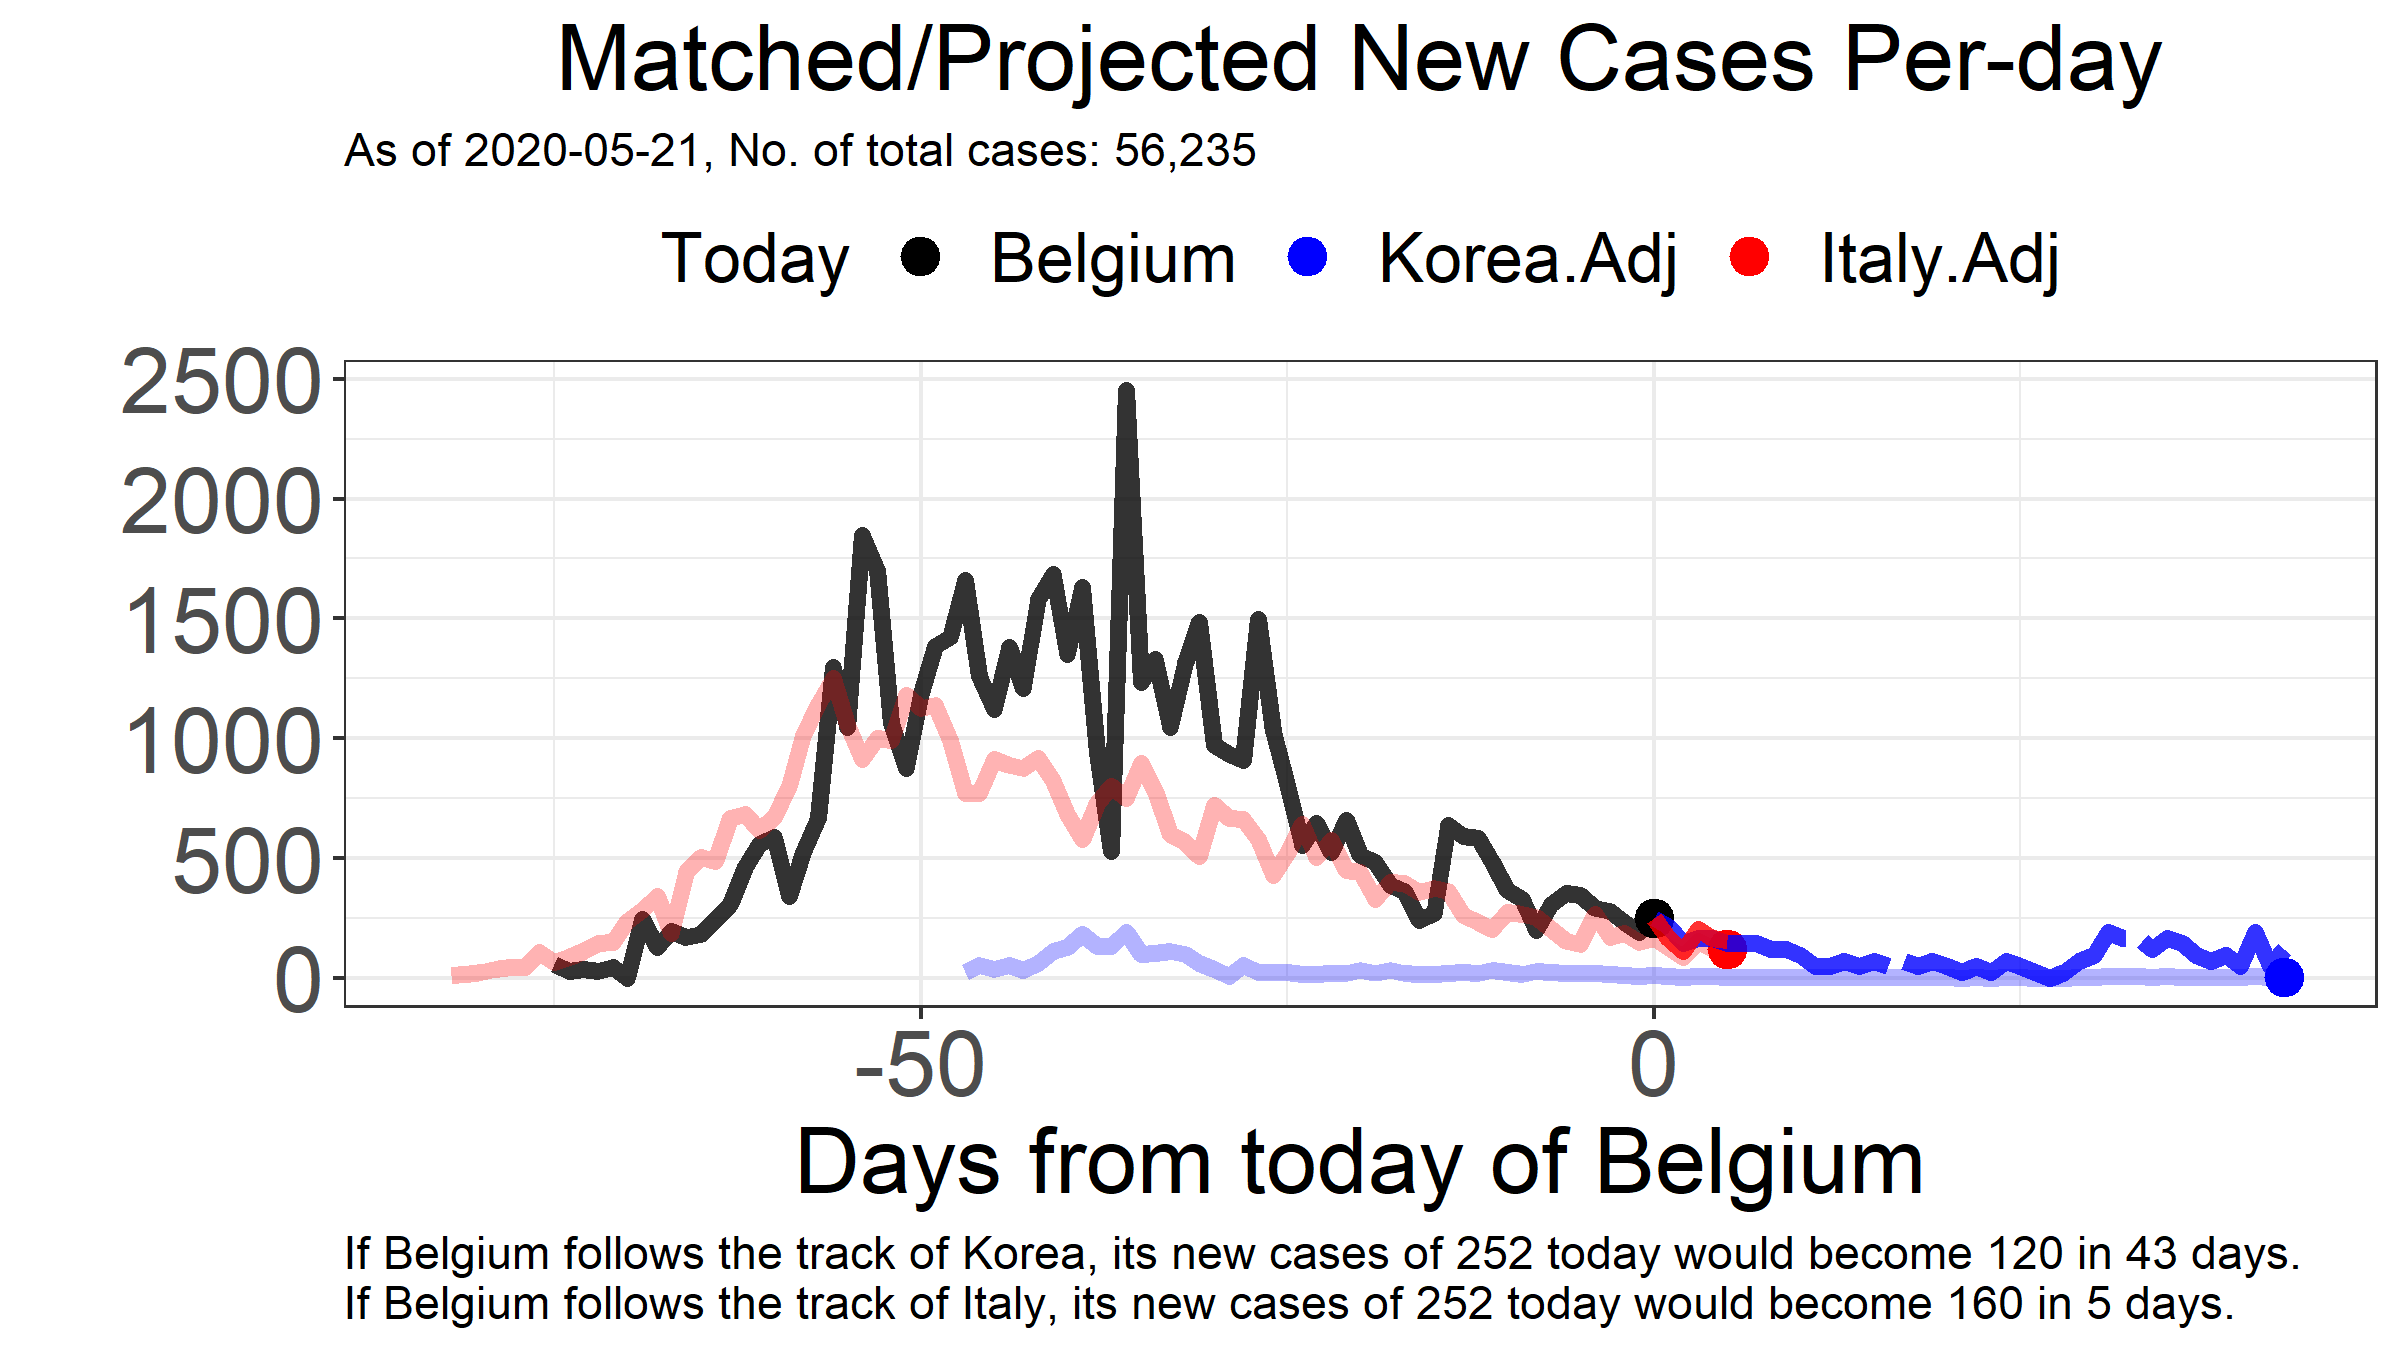 Matched/Projected New Cases Per-day
As of 2020-05-21, No. of total cases: 56,235
Today Belgium Korea.Adj Italy.Adj
2500
2000
1500
1000
500
0
-50 0
Days from today of Belgium
If Belgium follows the track of Korea, its new cases of 252 today would become 120 in 43 days.
If Belgium follows the track of Italy, its new cases of 252 today would become 160 in 5 days.